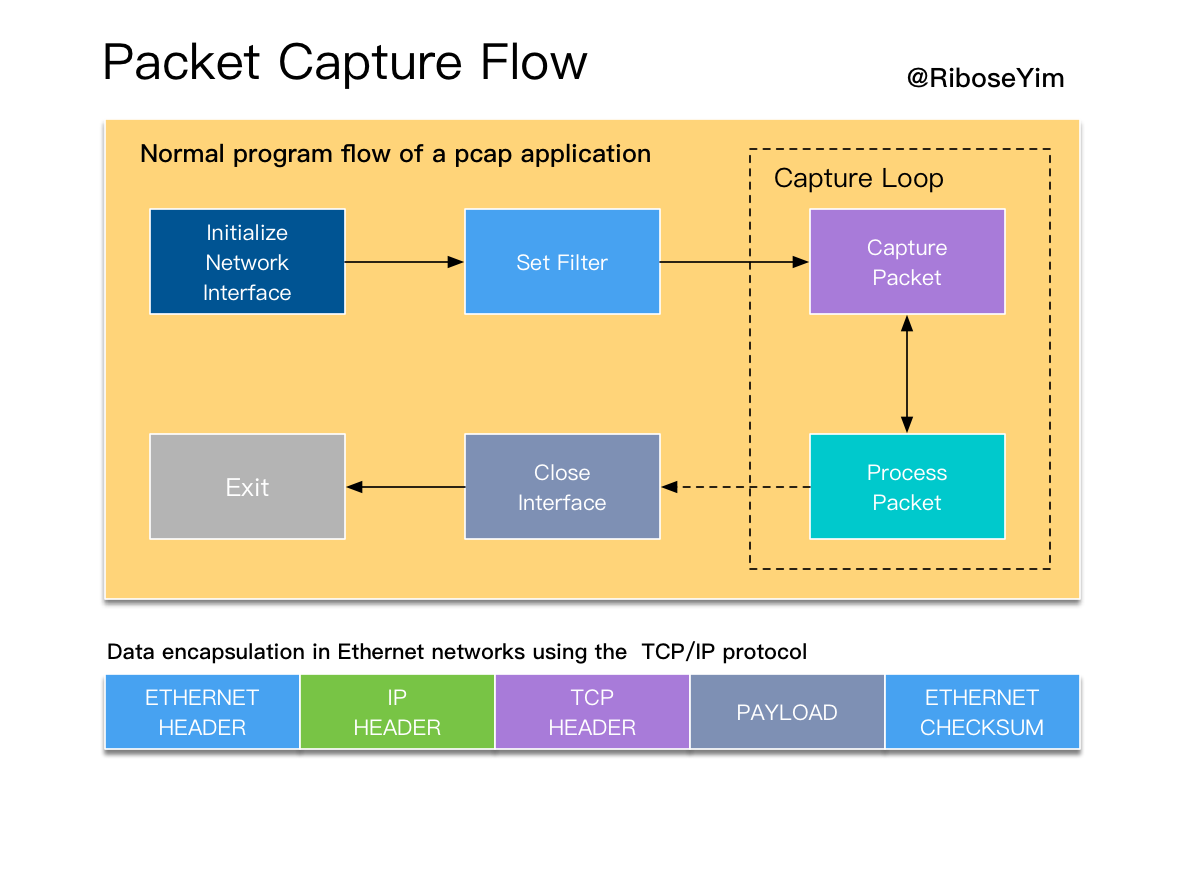 Packet Capture Flow
@RiboseYim
Normal program flow of a pcap application
Capture Loop
Initialize
Network
Interface
Set Filter
Capture
Packet
Exit
Close
Interface
Process
Packet
Data encapsulation in Ethernet networks using the  TCP/IP protocol
ETHERNET
HEADER
IP
HEADER
TCP
HEADER
PAYLOAD
ETHERNET
CHECKSUM